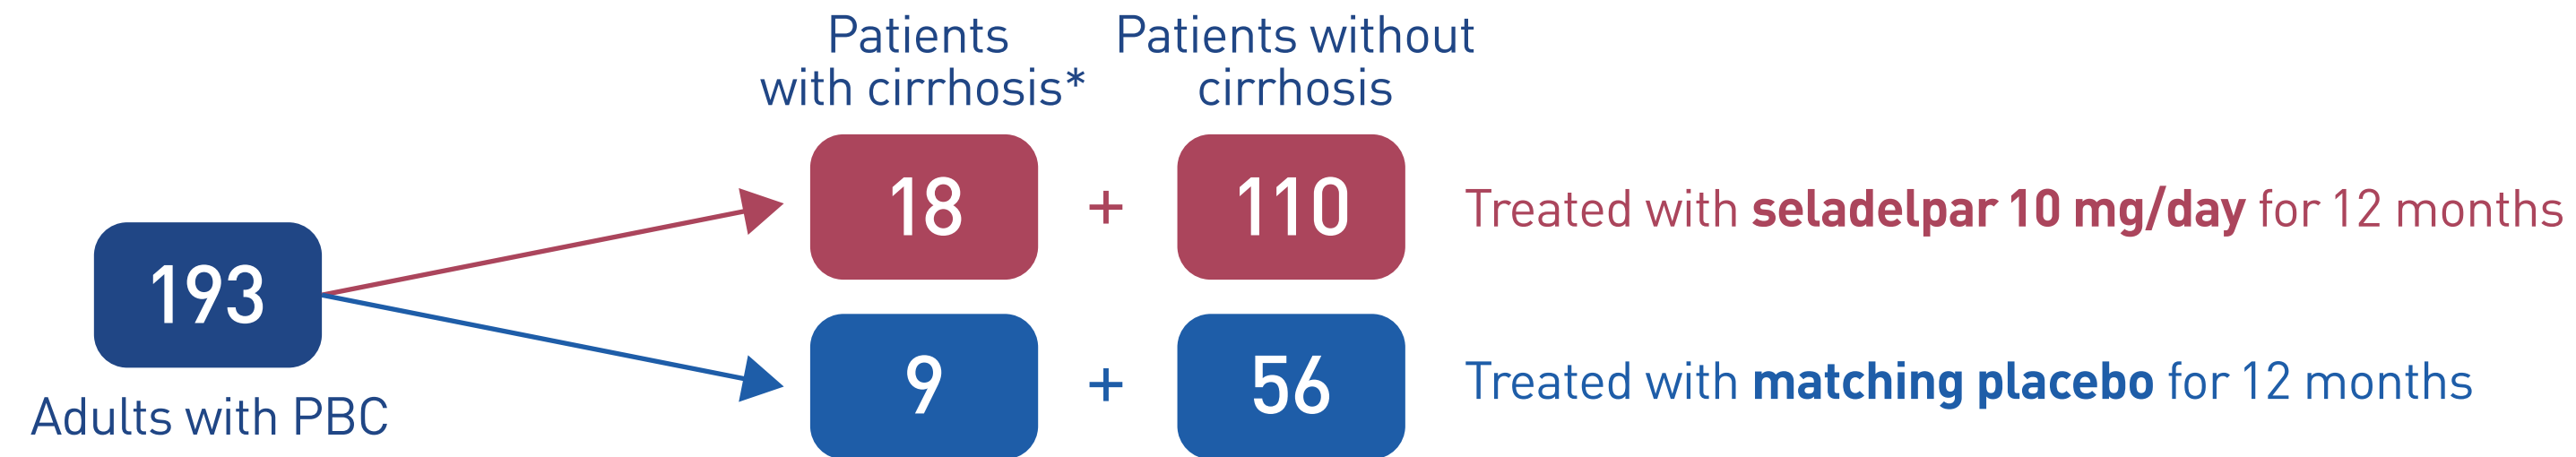 Patients
with cirrhosis*
Patients without
cirrhosis
193
Adults with PBC
18 + 110 Treated with seladelpar 10 mg/day for 12 months
9 + 56 Treated with matching placebo for 12 months